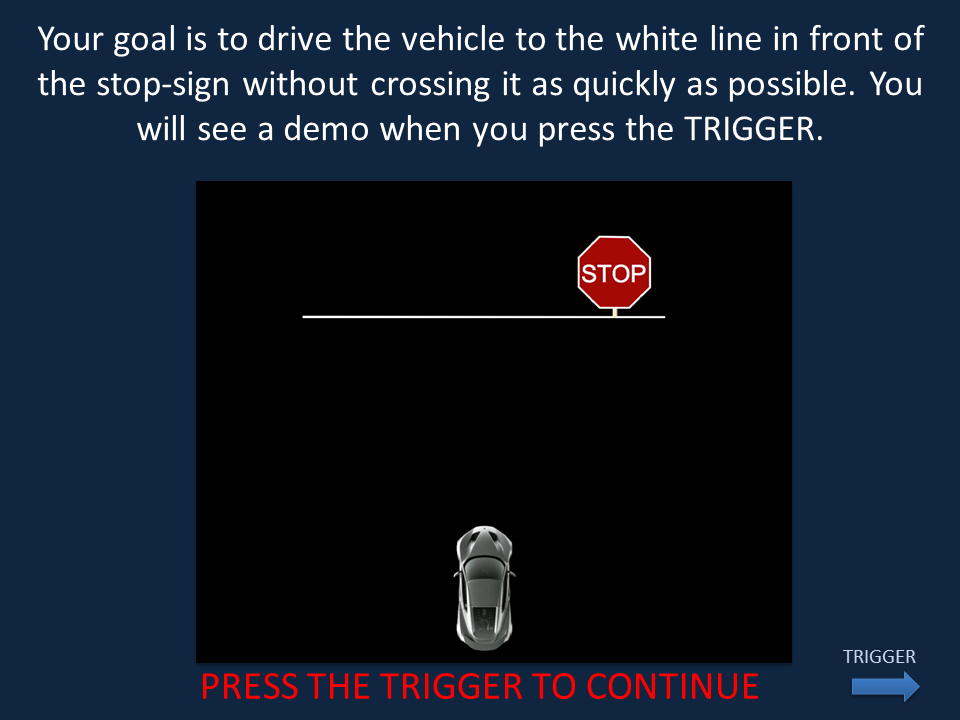 Your goal is to drive the vehicle to the white line in front of
the stop-sign without crossing it as quickly as possible. You
will see a demo when you press the TRIGGER.
STOP
TRIGGER
PRESS THE TRIGGER TO CONTINUE